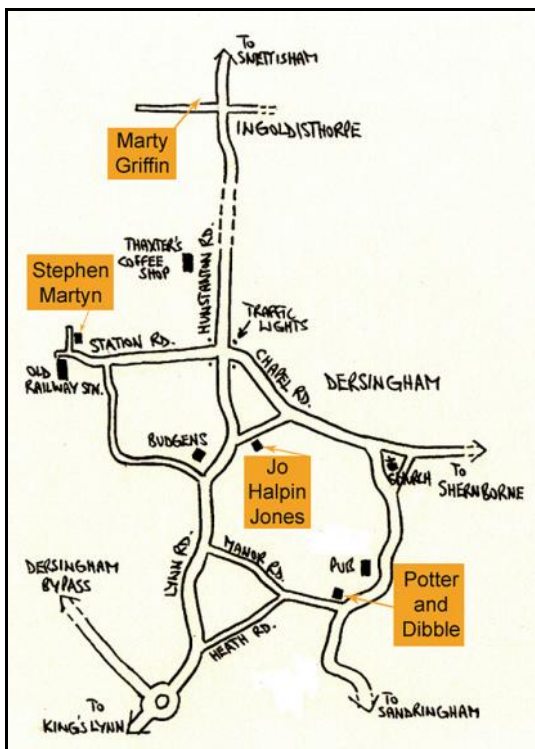 To
SNETTISHAM
Marty
Griffin
INGOLDISTHORPE
HUNSTANTON RD.
THAXTER'S
COFFEE
SHOP
Stephen
Martyn
STATION RD.
TRAFFIC
LIGHTS
OLD
RAILWAY STN.
CHAPEL RD.
DERSINGHAM
BUDGENS
Jo
Halpin
Jones
CHURCH
To
SHERNBORNE
LYNN RD.
MANOR RD.
PUB
DERSINGHAM
BYPASS
Potter
and
Dibble
HEATH RD.
To
KING'S LYNN
To
SANDRINGHAM